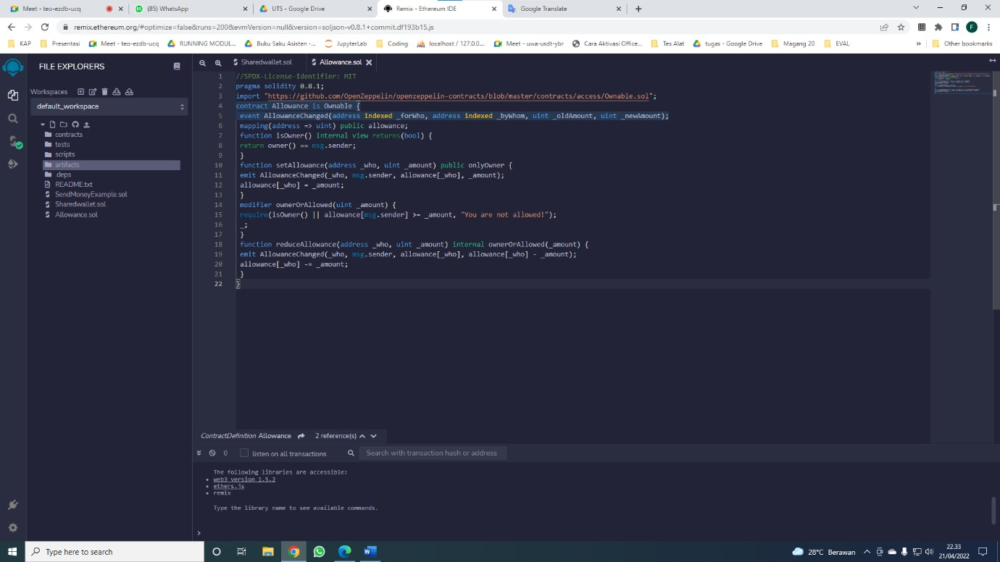 Meet - teo-ezdb-ucq
(85) WhatsApp
UTS - Google Drive
Remix - Ethereum IDE
Google Translate
remix.ethereum.org/#optimize=false&runs=200&evmVersion=null&version=soljson-v0.8.1+commit.df193b15.js
F
KAP
Presentasi
Meet - teo-ezdb-ucq
RUNNING MODUL...
Buku Saku Asisten -...
JupyterLab
Coding
localhost / 127.0.0....
Meet - uwa-usdt-ybr
Cara Aktivasi Office...
Tes Alat
tugas - Google Drive
Magang 20
EVAL
»
Other bookmarks
FILE EXPLORERS
Sharedwallet.sol
Allowance.sol
Workspaces
default_workspace
contracts
tests
scripts
artifacts
.deps
README.txt
SendMoneyExample.sol
Sharedwallet.sol
Allowance.sol
1 //SPDX-License-Identifier: MIT
2 pragma solidity 0.8.1;
3 import "https://github.com/OpenZeppelin/openzeppelin-contracts/blob/master/contracts/access/Ownable.sol";
4 contract Allowance is Ownable {
5 event AllowanceChanged(address indexed _forWho, address indexed _byWhom, uint _oldAmount, uint _newAmount);
6 mapping(address => uint) public allowance;
7 function isOwner() internal view returns(bool) {
8 return owner() == msg.sender;
9 }
10 function setAllowance(address _who, uint _amount) public onlyOwner {
11 emit AllowanceChanged(_who, msg.sender, allowance[_who], _amount);
12 allowance[_who] = _amount;
13 }
14 modifier ownerOrAllowed(uint _amount) {
15 require(isOwner() || allowance[msg.sender] >= _amount, "You are not allowed!");
16 _;
17 }
18 function reduceAllowance(address _who, uint _amount) internal ownerOrAllowed(_amount) {
19 emit AllowanceChanged(_who, msg.sender, allowance[_who], allowance[_who] - _amount);
20 allowance[_who] -= _amount;
21 }
22 }
ContractDefinition Allowance
2 reference(s)
0
listen on all transactions
Search with transaction hash or address
The following libraries are accessible:
• web3 version 1.5.2
• ethers.js
• remix
Type the library name to see available commands.
>
Type here to search
28°C Berawan
22.33
21/04/2022